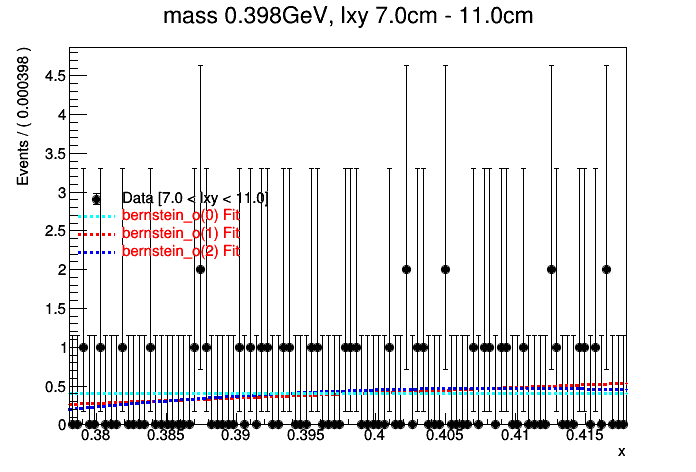 mass 0.398GeV, lxy 7.0cm - 11.0cm
Events / ( 0.000398 )
4.5
4
3.5
3
2.5
2
1.5
1
0.5
0
Data [7.0 < lxy < 11.0]
bernstein_o(0) Fit
bernstein_o(1) Fit
bernstein_o(2) Fit
0.38 0.385 0.39 0.395 0.4 0.405 0.41 0.415
x